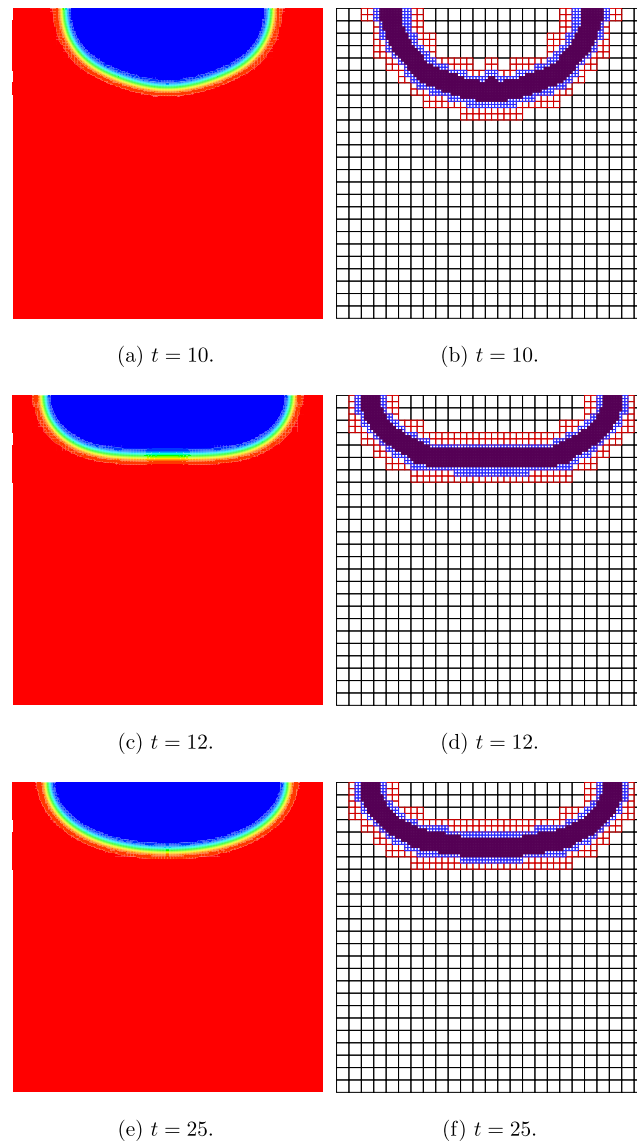 (a) t = 10.
(b) t = 10.
(c) t = 12.
(d) t = 12.
(e) t = 25.
(f) t = 25.